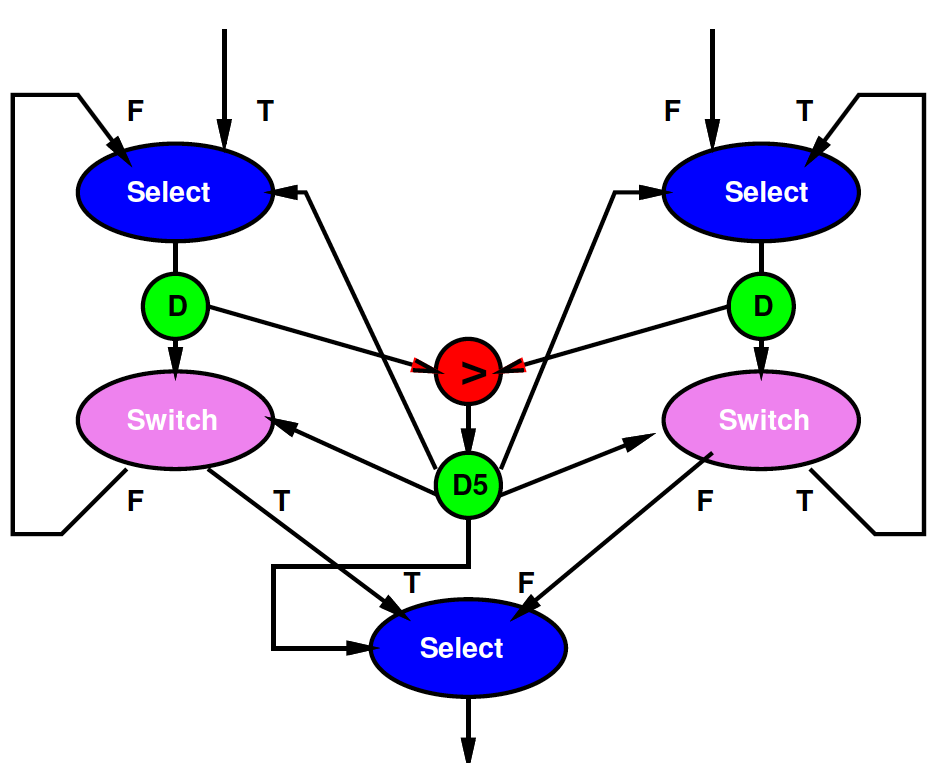 F T F T
Select Select
D D
>
Switch Switch
D5
F T F T
T F
Select